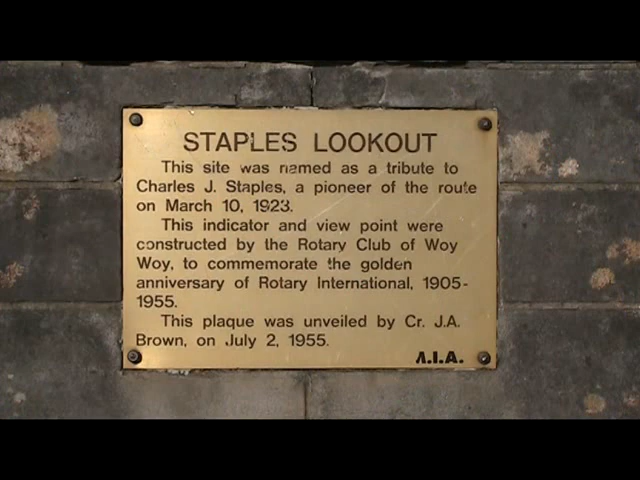 STAPLES LOOKOUT
This site was named as a tribute to
Charles J. Staples, a pioneer of the route
on March 10, 1923.
This indicator and view point were
constructed by the Rotary Club of Woy
Woy, to commemorate the golden
anniversary of Rotary International, 1905-
1955.
This plaque was unveiled by Cr. J.A.
Brown, on July 2, 1955.
A.I.A.